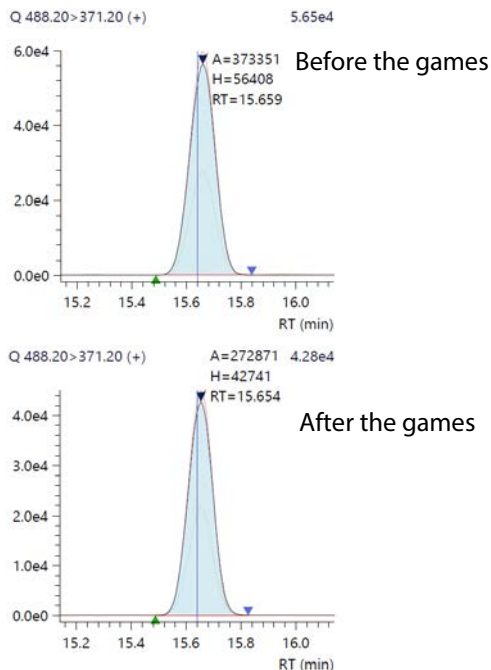 Q 488.20>371.20 (+) 5.65e4
6.0e4
A=373351
Before the games
H=56408
RT=15.659
4.0e4
2.0e4
0.0e0
15.2 15.4 15.6 15.8 16.0
RT (min)
Q 488.20>371.20 (+) A=272871 4.28e4
H=42741
RT=15.654
4.0e4
After the games
3.0e4
2.0e4
1.0e4
0.0e0
15.2 15.4 15.6 15.8 16.0
RT (min)